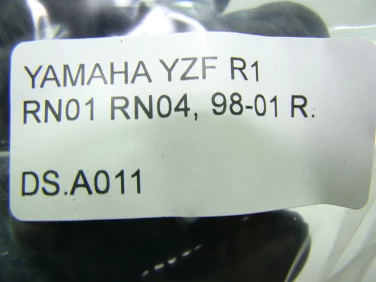 YAMAHA YZF R1
RN01 RN04, 98-01 R.
DS.A011